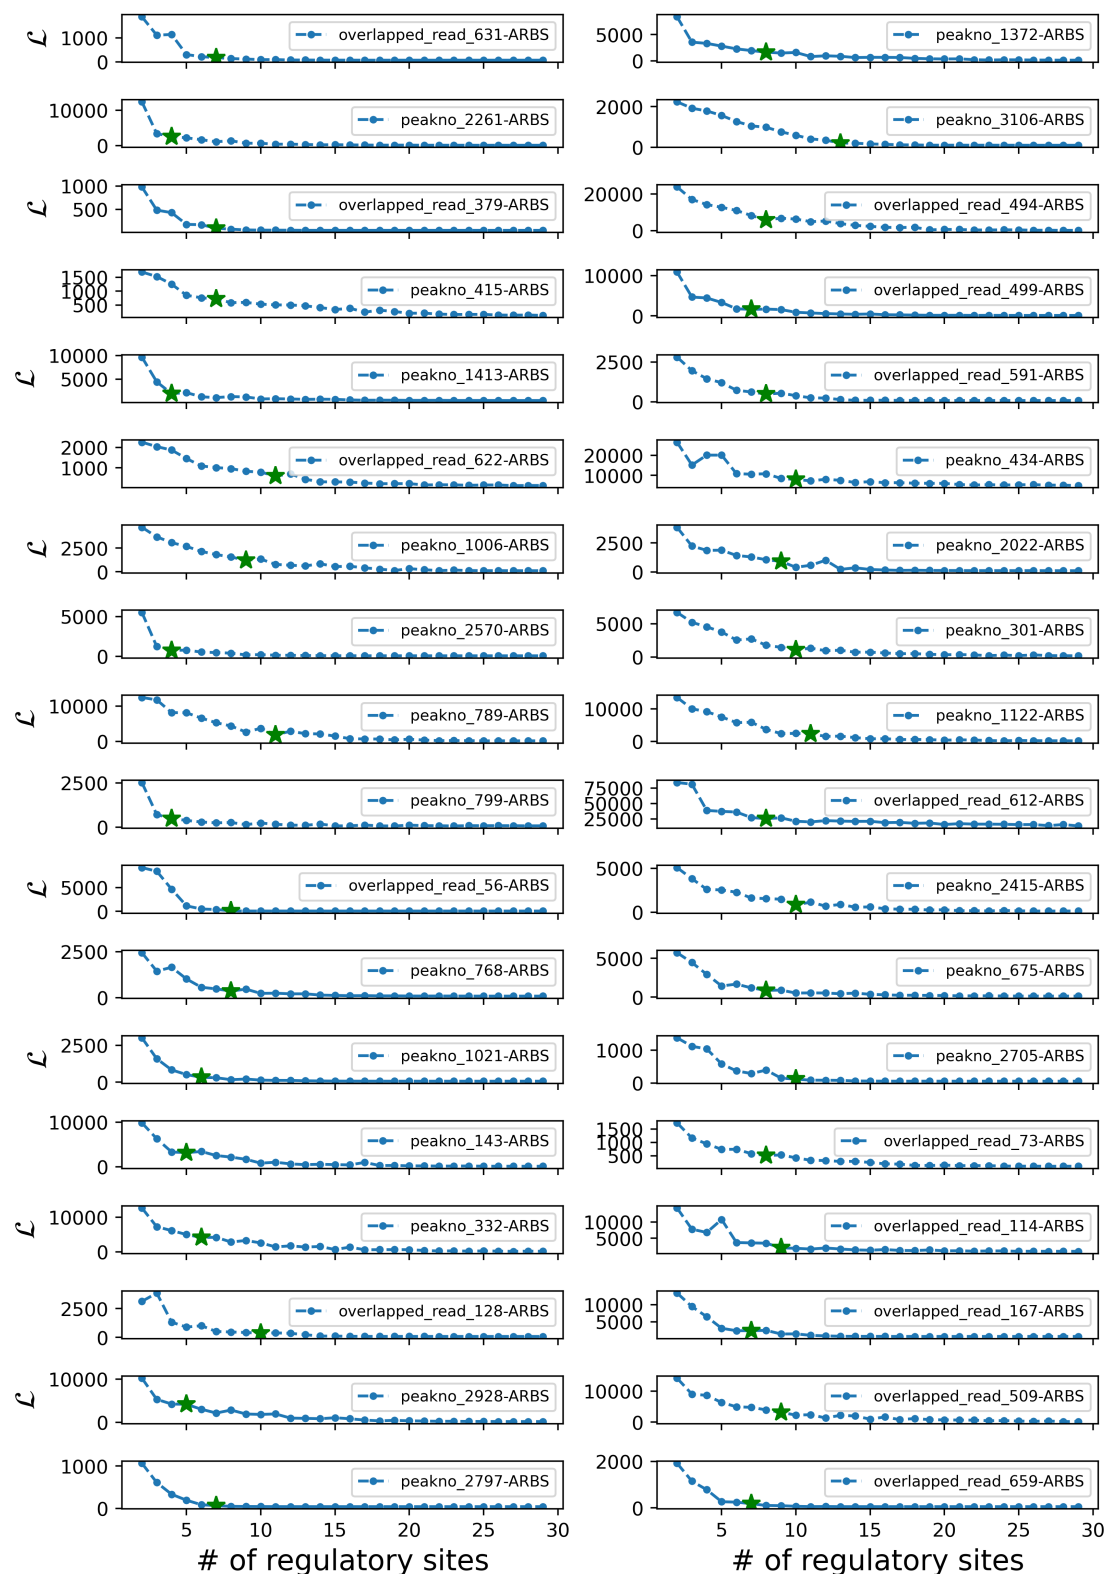 ℒ 1000 0 overlapped_read_631-ARBS
5000 0 peakno_1372-ARBS
10000 0 peakno_2261-ARBS
2000 0 peakno_3106-ARBS
ℒ 1000 500 overlapped_read_379-ARBS
20000 0 overlapped_read_494-ARBS
1500 1000 500 peakno_415-ARBS
10000 0 overlapped_read_499-ARBS
ℒ 10000 5000 peakno_1413-ARBS
2500 0 overlapped_read_591-ARBS
2000 1000 overlapped_read_622-ARBS
20000 10000 peakno_434-ARBS
ℒ 2500 0 peakno_1006-ARBS
2500 0 peakno_2022-ARBS
5000 0 peakno_2570-ARBS
5000 0 peakno_301-ARBS
ℒ 10000 0 peakno_789-ARBS
10000 0 peakno_1122-ARBS
2500 0 peakno_799-ARBS
75000 50000 25000 overlapped_read_612-ARBS
ℒ 5000 0 overlapped_read_56-ARBS
5000 0 peakno_2415-ARBS
2500 0 peakno_768-ARBS
5000 0 peakno_675-ARBS
ℒ 2500 0 peakno_1021-ARBS
1000 0 peakno_2705-ARBS
10000 0 peakno_143-ARBS
1500 1000 500 overlapped_read_73-ARBS
ℒ 10000 0 peakno_332-ARBS
10000 5000 overlapped_read_114-ARBS
2500 0 overlapped_read_128-ARBS
10000 5000 overlapped_read_167-ARBS
ℒ 10000 0 peakno_2928-ARBS
10000 0 overlapped_read_509-ARBS
1000 0 peakno_2797-ARBS
2000 0 overlapped_read_659-ARBS
5 10 15 20 25 30
5 10 15 20 25 30
# of regulatory sites
# of regulatory sites